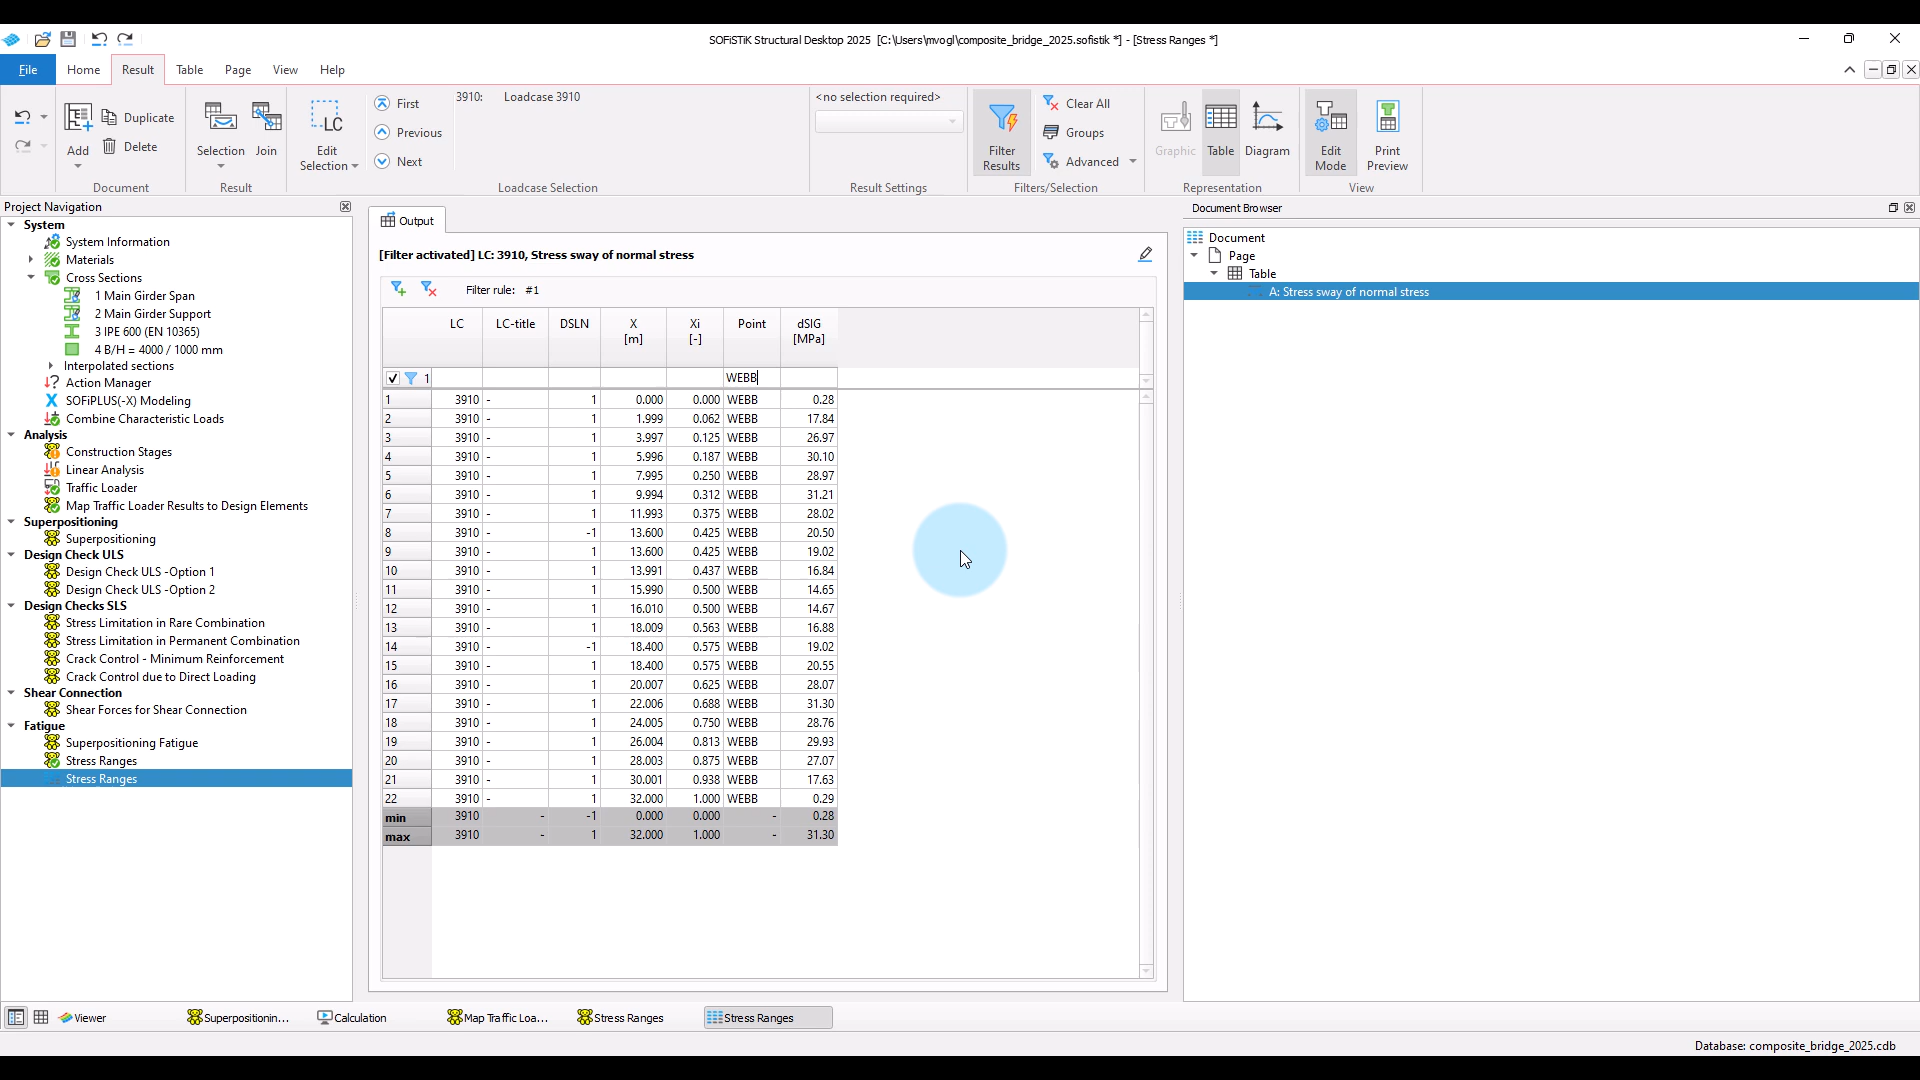 SOFiSTiK Structural Desktop 2025 [C:\Users\mvogl\composite_bridge_2025.sofistik *] - [Stress Ranges *]
File Home Result Table Page View Help
Add
Duplicate
Delete
Document
Selection Join
Result
Edit Selection
First
Previous
Next
3910: Loadcase 3910
Loadcase Selection
<no selection required>
Result Settings
Filter Results
Clear All
Groups
Advanced
Filters/Selection
Graphic Table Diagram
Representation
Edit Mode
Print Preview
View
Project Navigation
System
System Information
Materials
Cross Sections
1 Main Girder Span
2 Main Girder Support
3 IPE 600 (EN 10365)
4 B/H = 4000 / 1000 mm
Interpolated sections
Action Manager
SOFiPLUS(-X) Modeling
Combine Characteristic Loads
Analysis
Construction Stages
Linear Analysis
Traffic Loader
Map Traffic Loader Results to Design Elements
Superpositioning
Superpositioning
Design Check ULS
Design Check ULS -Option 1
Design Check ULS -Option 2
Design Checks SLS
Stress Limitation in Rare Combination
Stress Limitation in Permanent Combination
Crack Control - Minimum Reinforcement
Crack Control due to Direct Loading
Shear Connection
Shear Forces for Shear Connection
Fatigue
Superpositioning Fatigue
Stress Ranges
Stress Ranges
Output
[Filter activated] LC: 3910, Stress sway of normal stress
Filter rule: #1
LC LC-title DSLN X [m] Xi [-] Point dSIG [MPa]
1 WEBB
1 3910 - 1 0.000 0.000 WEBB 0.28
2 3910 - 1 1.999 0.062 WEBB 17.84
3 3910 - 1 3.997 0.125 WEBB 26.97
4 3910 - 1 5.996 0.187 WEBB 30.10
5 3910 - 1 7.995 0.250 WEBB 28.97
6 3910 - 1 9.994 0.312 WEBB 31.21
7 3910 - 1 11.993 0.375 WEBB 28.02
8 3910 - -1 13.600 0.425 WEBB 20.50
9 3910 - 1 13.600 0.425 WEBB 19.02
10 3910 - 1 13.991 0.437 WEBB 16.84
11 3910 - 1 15.990 0.500 WEBB 14.65
12 3910 - 1 16.010 0.500 WEBB 14.67
13 3910 - 1 18.009 0.563 WEBB 16.88
14 3910 - -1 18.400 0.575 WEBB 19.02
15 3910 - 1 18.400 0.575 WEBB 20.55
16 3910 - 1 20.007 0.625 WEBB 28.07
17 3910 - 1 22.006 0.688 WEBB 31.30
18 3910 - 1 24.005 0.750 WEBB 28.76
19 3910 - 1 26.004 0.813 WEBB 29.93
20 3910 - 1 28.003 0.875 WEBB 27.07
21 3910 - 1 30.001 0.938 WEBB 17.63
22 3910 - 1 32.000 1.000 WEBB 0.29
min 3910 - -1 0.000 0.000 - 0.28
max 3910 - 1 32.000 1.000 - 31.30
Document Browser
Document
Page
Table
A: Stress sway of normal stress
Viewer Superpositionin... Calculation Map Traffic Loa... Stress Ranges Stress Ranges
Database: composite_bridge_2025.cdb